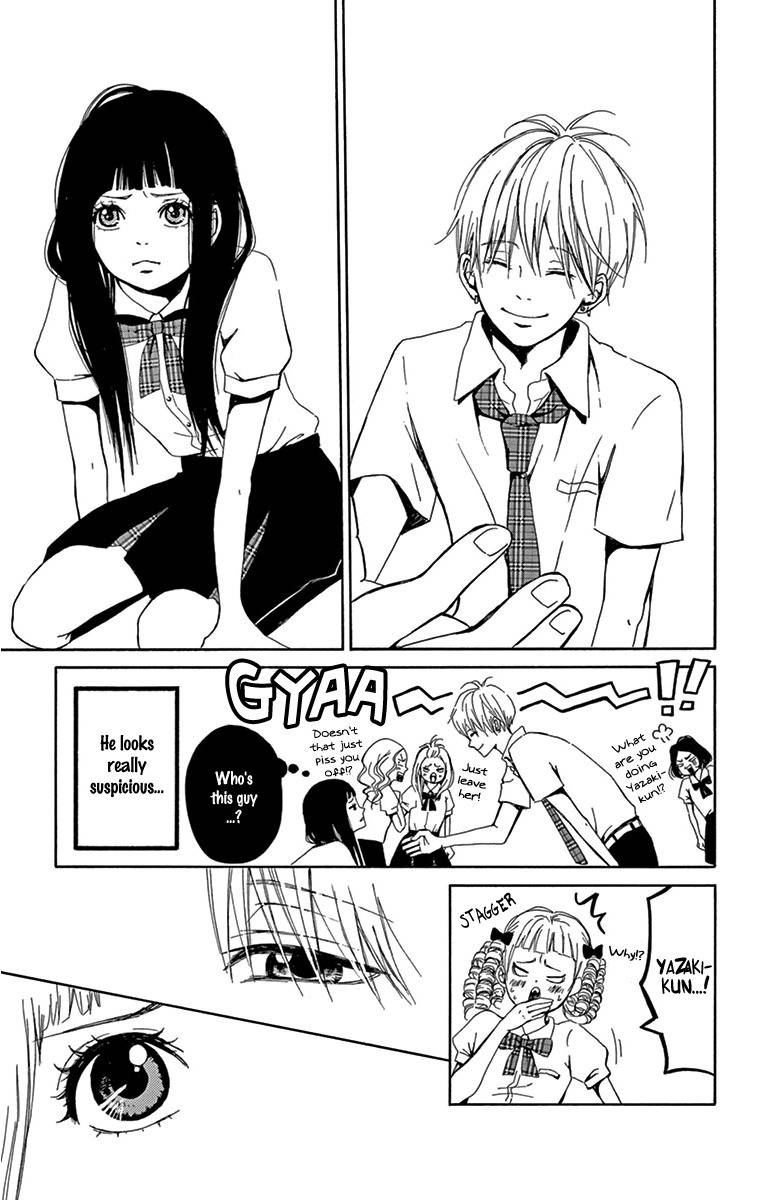 GYAA
!!
What
are you
doing
Yazaki-
kun!?
Just
leave
her!
Doesn't
that just
piss you
off!?
Who's
this guy
...?
He looks
really
suspicious...
YAZAKI-
KUN...!
Why!?
STAGGER